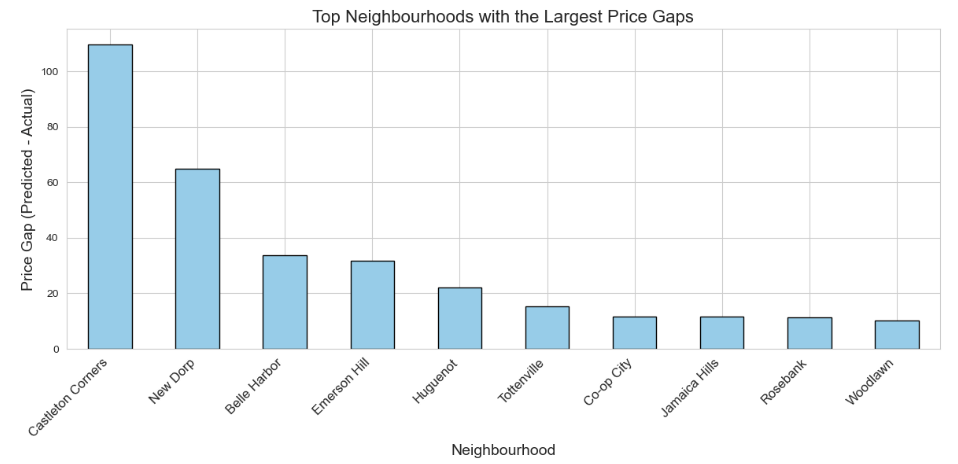 Top Neighbourhoods with the Largest Price Gaps
Price Gap (Predicted - Actual)
100
80
60
40
20
0
Castleton Corners
New Dorp
Belle Harbor
Emerson Hill
Huguenot
Tottenville
Co-op City
Jamaica Hills
Rosebank
Woodlawn
Neighbourhood